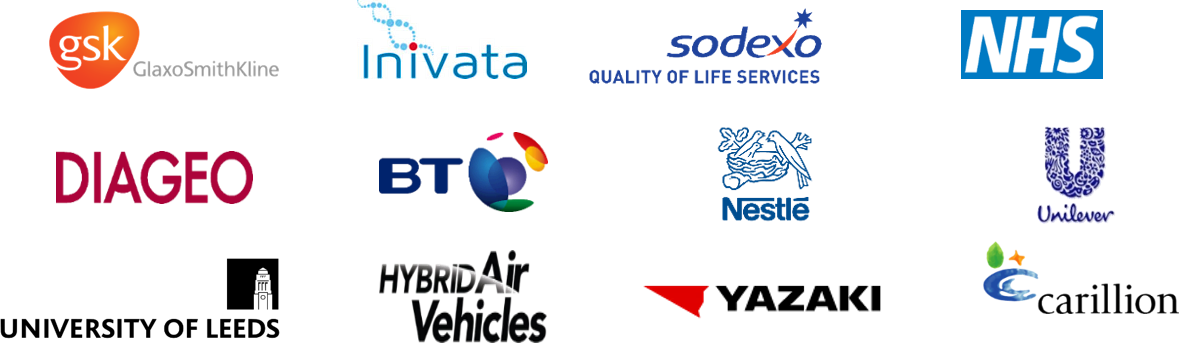 gsk
GlaxoSmithKline
Inivata
sodexo
QUALITY OF LIFE SERVICES
NHS
DIAGEO
BT
Nestlé
Unilever
UNIVERSITY OF LEEDS
HYBRID Air
Vehicles
YAZAKI
carillion